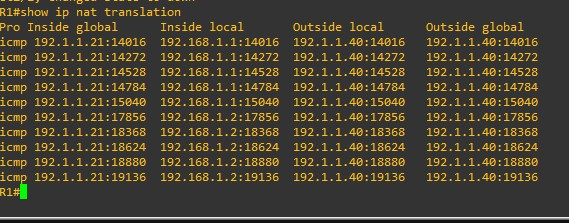 R1#show ip nat translation
Pro Inside global Inside local Outside local Outside global
icmp 192.1.1.21:14016 192.168.1.1:14016 192.1.1.40:14016 192.1.1.40:14016
icmp 192.1.1.21:14272 192.168.1.1:14272 192.1.1.40:14272 192.1.1.40:14272
icmp 192.1.1.21:14528 192.168.1.1:14528 192.1.1.40:14528 192.1.1.40:14528
icmp 192.1.1.21:14784 192.168.1.1:14784 192.1.1.40:14784 192.1.1.40:14784
icmp 192.1.1.21:15040 192.168.1.1:15040 192.1.1.40:15040 192.1.1.40:15040
icmp 192.1.1.21:17856 192.168.1.2:17856 192.1.1.40:17856 192.1.1.40:17856
icmp 192.1.1.21:18368 192.168.1.2:18368 192.1.1.40:18368 192.1.1.40:18368
icmp 192.1.1.21:18624 192.168.1.2:18624 192.1.1.40:18624 192.1.1.40:18624
icmp 192.1.1.21:18880 192.168.1.2:18880 192.1.1.40:18880 192.1.1.40:18880
icmp 192.1.1.21:19136 192.168.1.2:19136 192.1.1.40:19136 192.1.1.40:19136
R1#